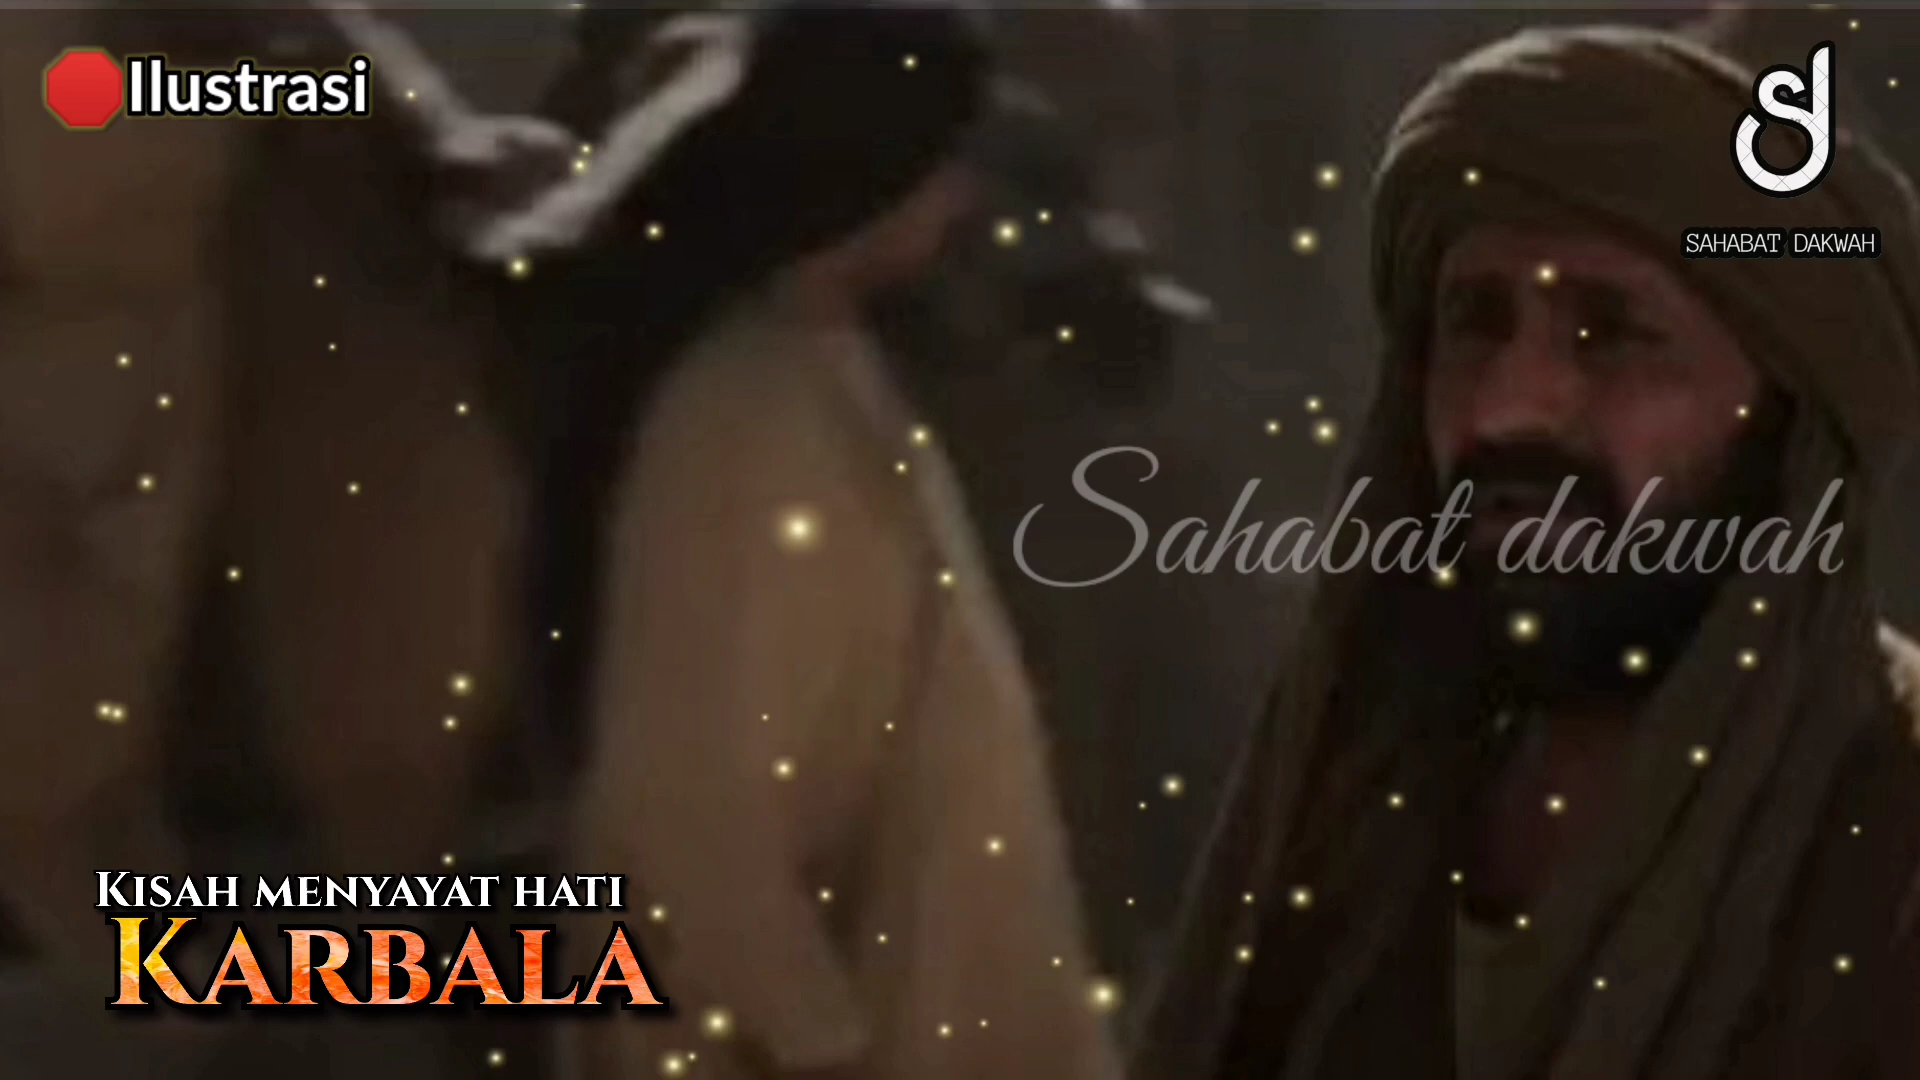 Ilustrasi
SAHABAT DAKWAH
Sahabat dakwah
KISAH MENYAYAT HATI
KARBALA